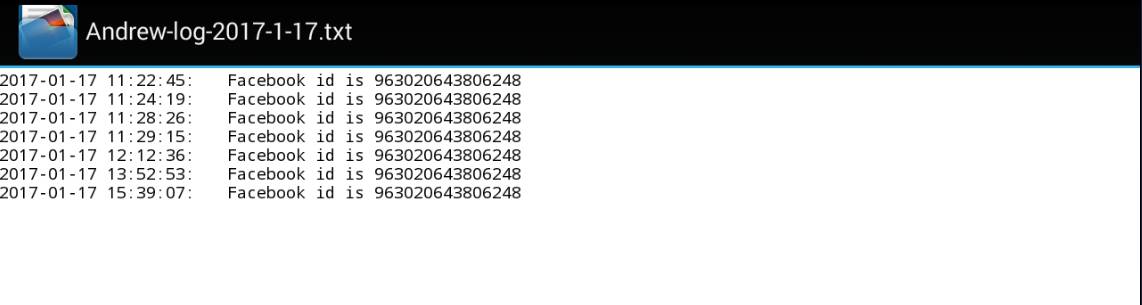 Andrew-log-2017-1-17.txt
2017-01-17 11:22:45: Facebook id is 963020643806248
2017-01-17 11:24:19: Facebook id is 963020643806248
2017-01-17 11:28:26: Facebook id is 963020643806248
2017-01-17 11:29:15: Facebook id is 963020643806248
2017-01-17 12:12:36: Facebook id is 963020643806248
2017-01-17 13:52:53: Facebook id is 963020643806248
2017-01-17 15:39:07: Facebook id is 963020643806248